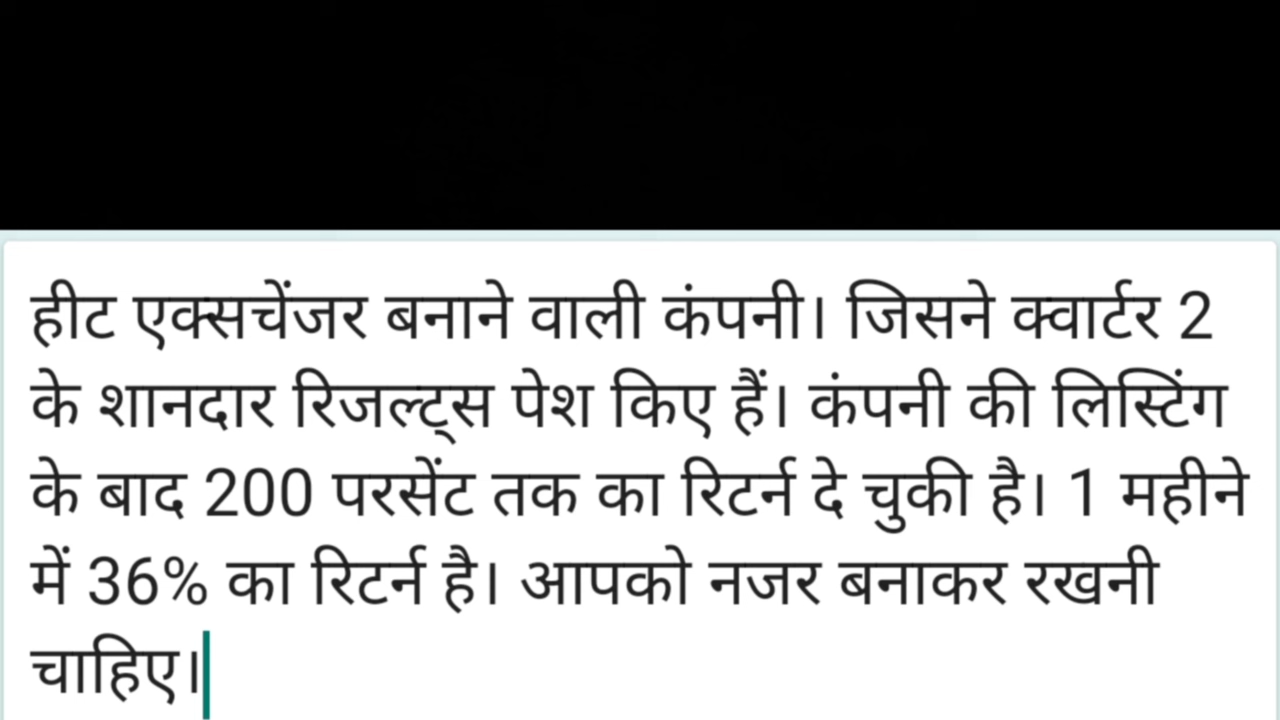 हीट एक्सचेंजर बनाने वाली कंपनी। जिसने क्वार्टर 2
के शानदार रिजल्ट्स पेश किए हैं। कंपनी की लिस्टिंग
के बाद 200 परसेंट तक का रिटर्न दे चुकी है। 1 महीने
में 36% का रिटर्न है। आपको नजर बनाकर रखनी
चाहिए।